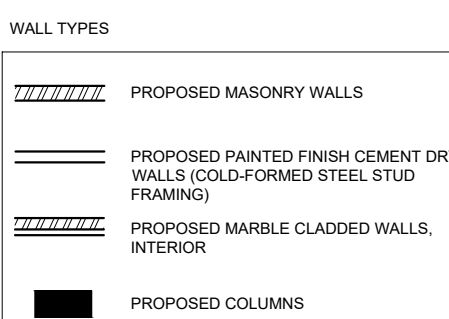 WALL TYPES
PROPOSED MASONRY WALLS
PROPOSED PAINTED FINISH CEMENT
WALLS (COLD-FORMED STEEL STUD
FRAMING)
PROPOSED MARBLE CLADDED WALLS,
INTERIOR
PROPOSED COLUMNS